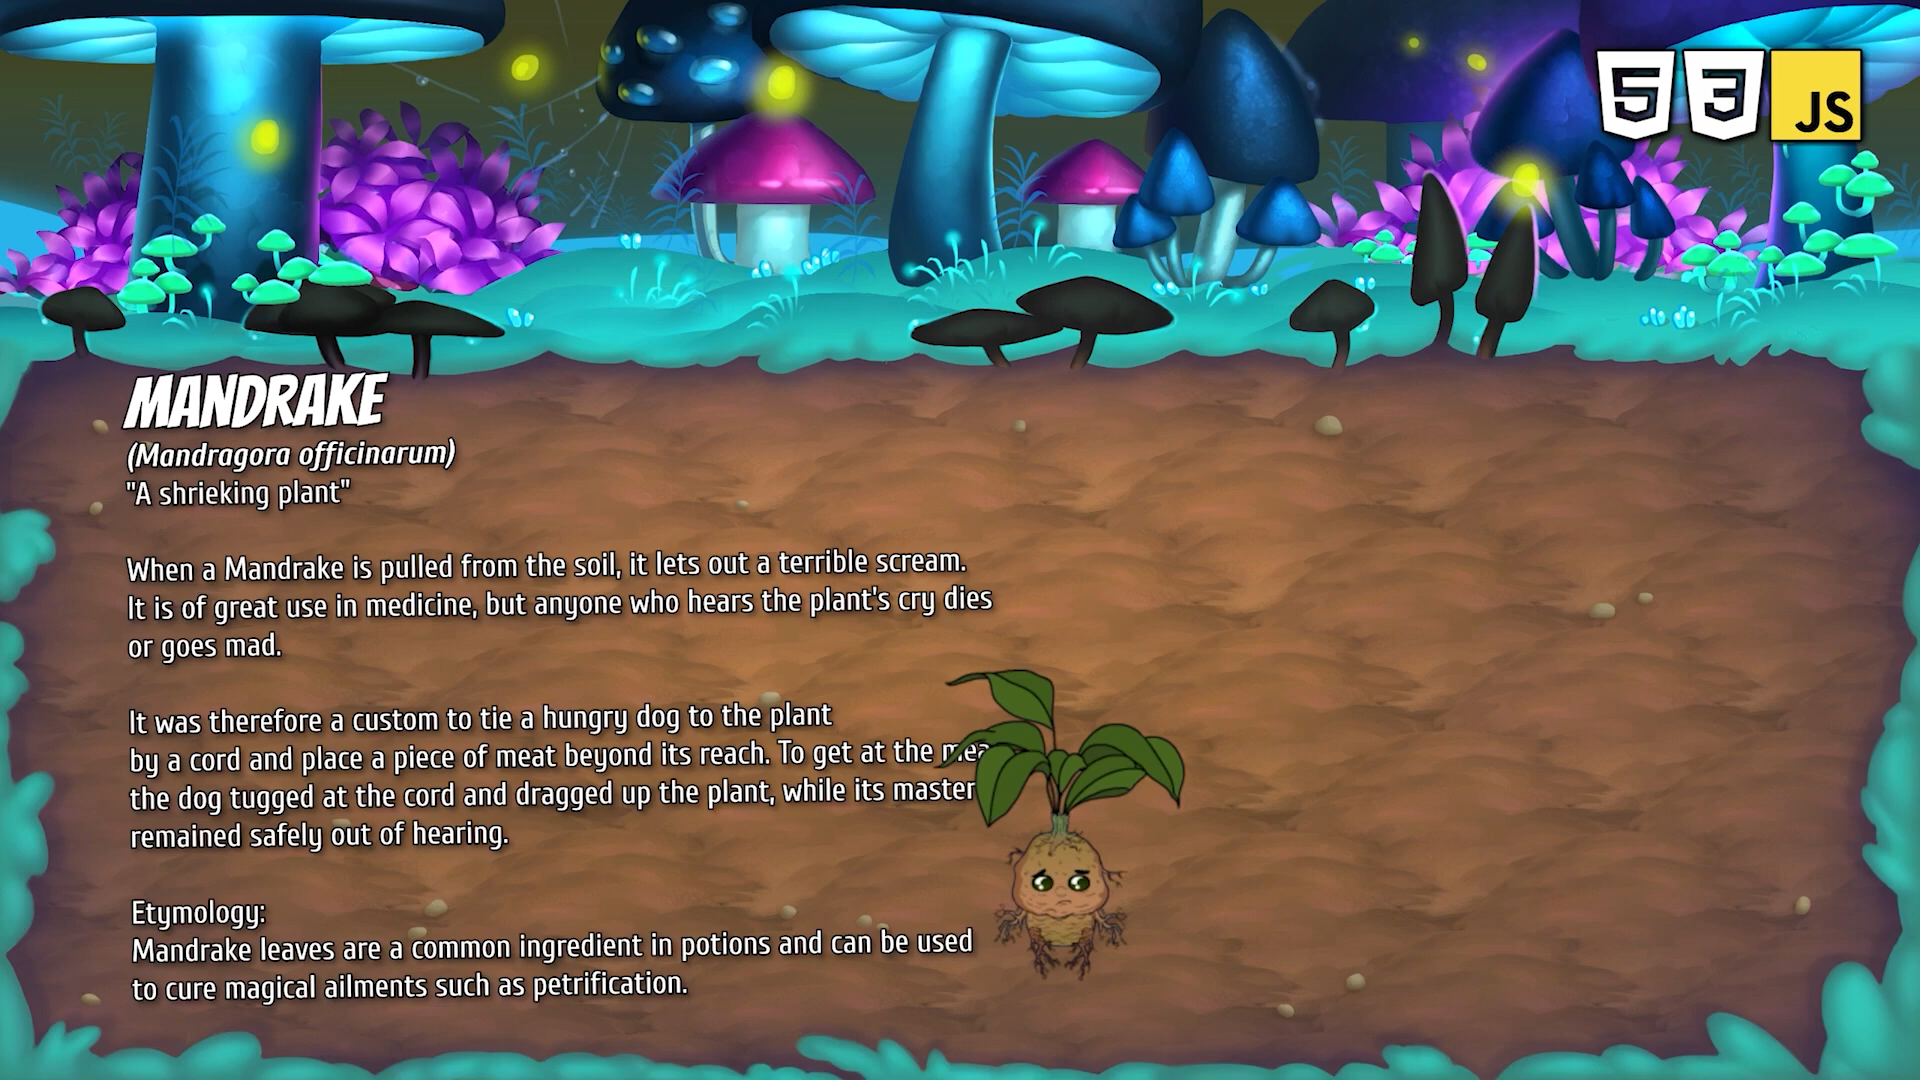 5 3 JS
MANDRAKE
(Mandragora officinarum)
"A shrieking plant"
When a Mandrake is pulled from the soil, it lets out a terrible scream.
It is of great use in medicine, but anyone who hears the plant's cry dies
or goes mad.
It was therefore a custom to tie a hungry dog to the plant
by a cord and place a piece of meat beyond its reach. To get at the
the dog tugged at the cord and dragged up the plant, while its master
remained safely out of hearing.
Etymology:
Mandrake leaves are a common ingredient in potions and can be used
to cure magical ailments such as petrification.